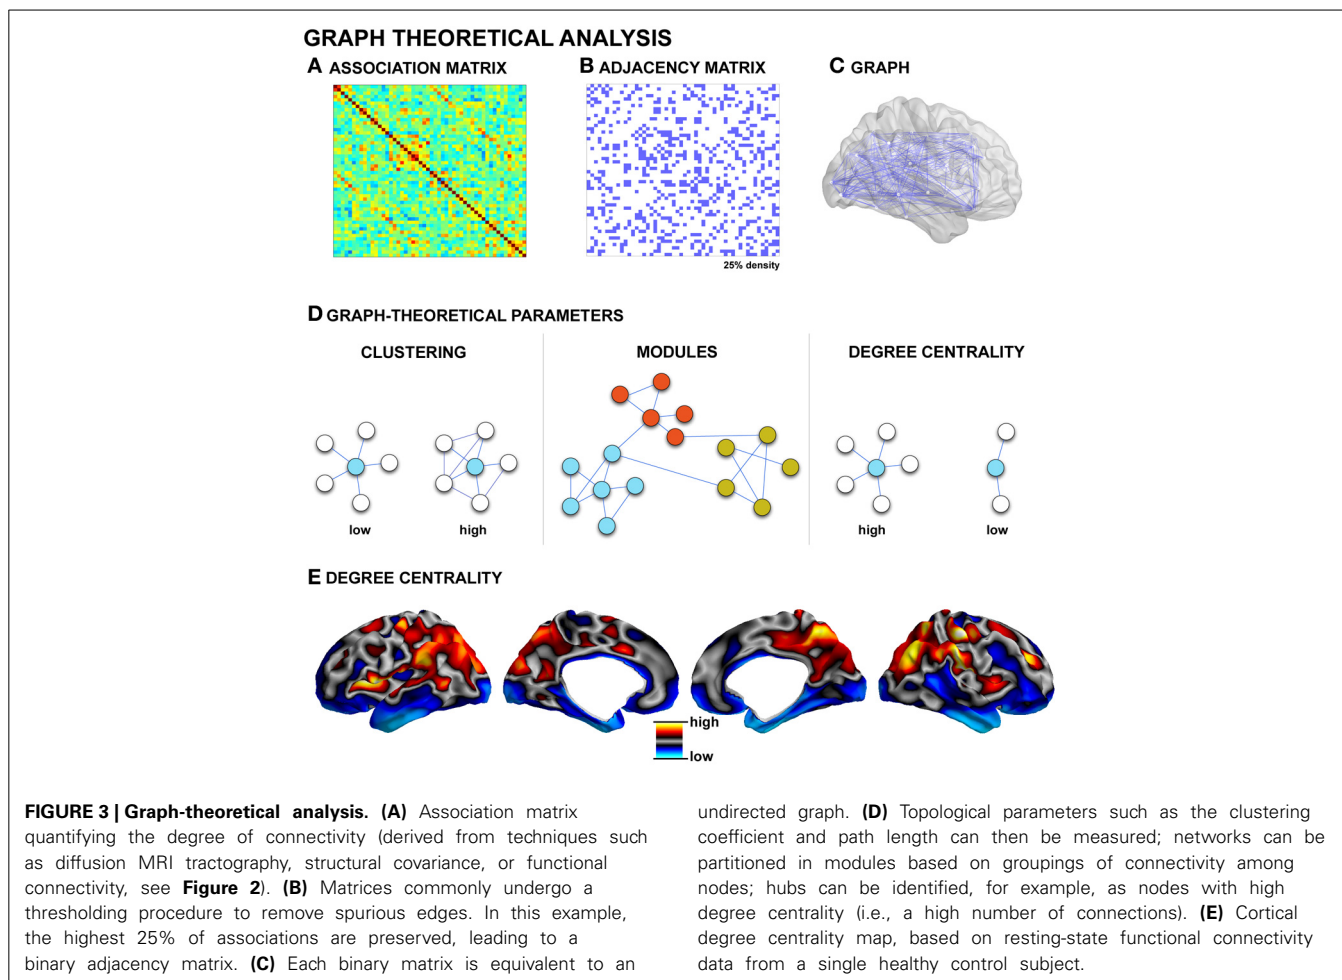 GRAPH THEORETICAL ANALYSIS
A ASSOCIATION MATRIX
B ADJACENCY MATRIX
C GRAPH
25% density
D GRAPH-THEORETICAL PARAMETERS
CLUSTERING
MODULES
DEGREE CENTRALITY
low
high
high
low
E DEGREE CENTRALITY
high
low
FIGURE 3 | Graph-theoretical analysis. (A) Association matrix
quantifying the degree of connectivity (derived from techniques such
as diffusion MRI tractography, structural covariance, or functional
connectivity, see Figure 2). (B) Matrices commonly undergo a
thresholding procedure to remove spurious edges. In this example,
the highest 25% of associations are preserved, leading to a
binary adjacency matrix. (C) Each binary matrix is equivalent to an
undirected graph. (D) Topological parameters such as the clustering
coefficient and path length can then be measured; networks can be
partitioned in modules based on groupings of connectivity among
nodes; hubs can be identified, for example, as nodes with high
degree centrality (i.e., a high number of connections). (E) Cortical
degree centrality map, based on resting-state functional connectivity
data from a single healthy control subject.